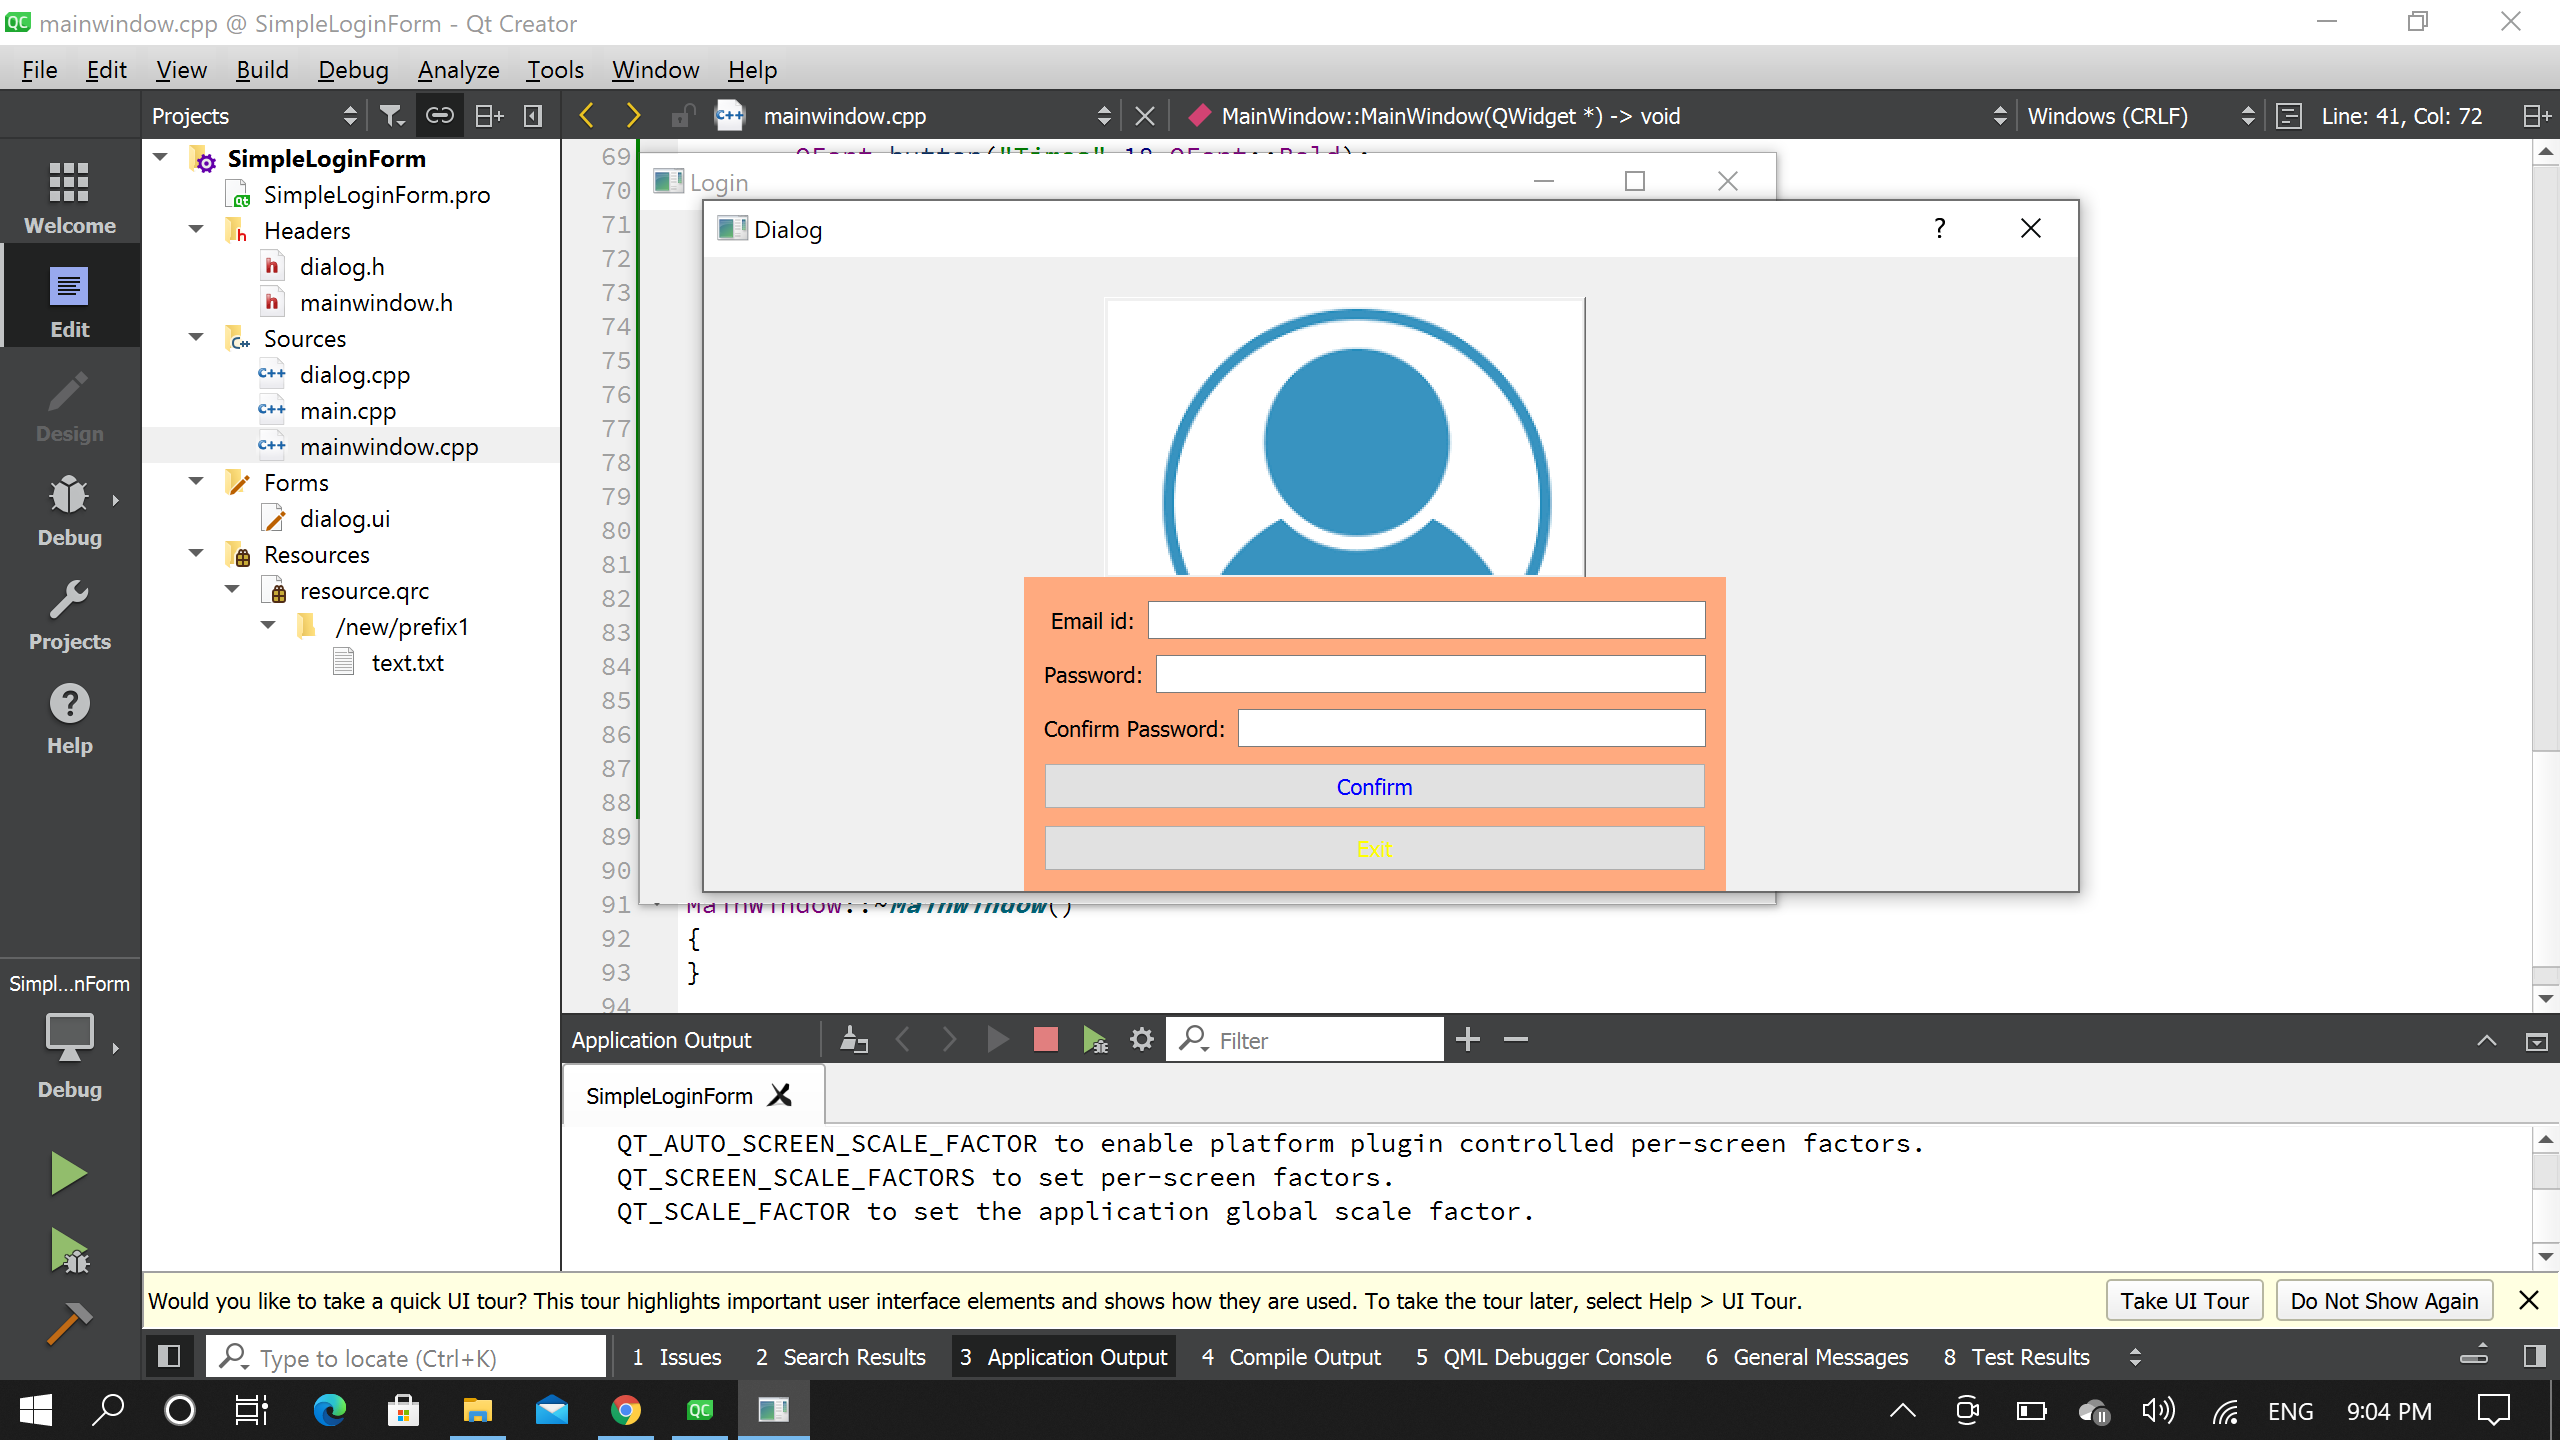 mainwindow.cpp @ SimpleLoginForm - Qt Creator
File Edit View Build Debug Analyze Tools Window Help
Projects
mainwindow.cpp
MainWindow::MainWindow(QWidget *) -> void
Windows (CRLF)
Line: 41, Col: 72
Welcome
Edit
Design
Debug
Projects
Help
Simpl...nForm
Debug
SimpleLoginForm
SimpleLoginForm.pro
Headers
dialog.h
mainwindow.h
Sources
dialog.cpp
main.cpp
mainwindow.cpp
Forms
dialog.ui
Resources
resource.qrc
/new/prefix1
text.txt
69
70
71
72
73
74
75
76
77
78
79
80
81
82
83
84
85
86
87
88
89
90
91 MainWindow::~MainWindow()
92 {
93 }
94
Login
Dialog
?
Email id:
Password:
Confirm Password:
Confirm
Exit
Application Output
Filter
SimpleLoginForm
QT_AUTO_SCREEN_SCALE_FACTOR to enable platform plugin controlled per-screen factors.
QT_SCREEN_SCALE_FACTORS to set per-screen factors.
QT_SCALE_FACTOR to set the application global scale factor.
Would you like to take a quick UI tour? This tour highlights important user interface elements and shows how they are used. To take the tour later, select Help > UI Tour.
Take UI Tour
Do Not Show Again
Type to locate (Ctrl+K)
1 Issues 2 Search Results 3 Application Output 4 Compile Output 5 QML Debugger Console 6 General Messages 8 Test Results
ENG 9:04 PM